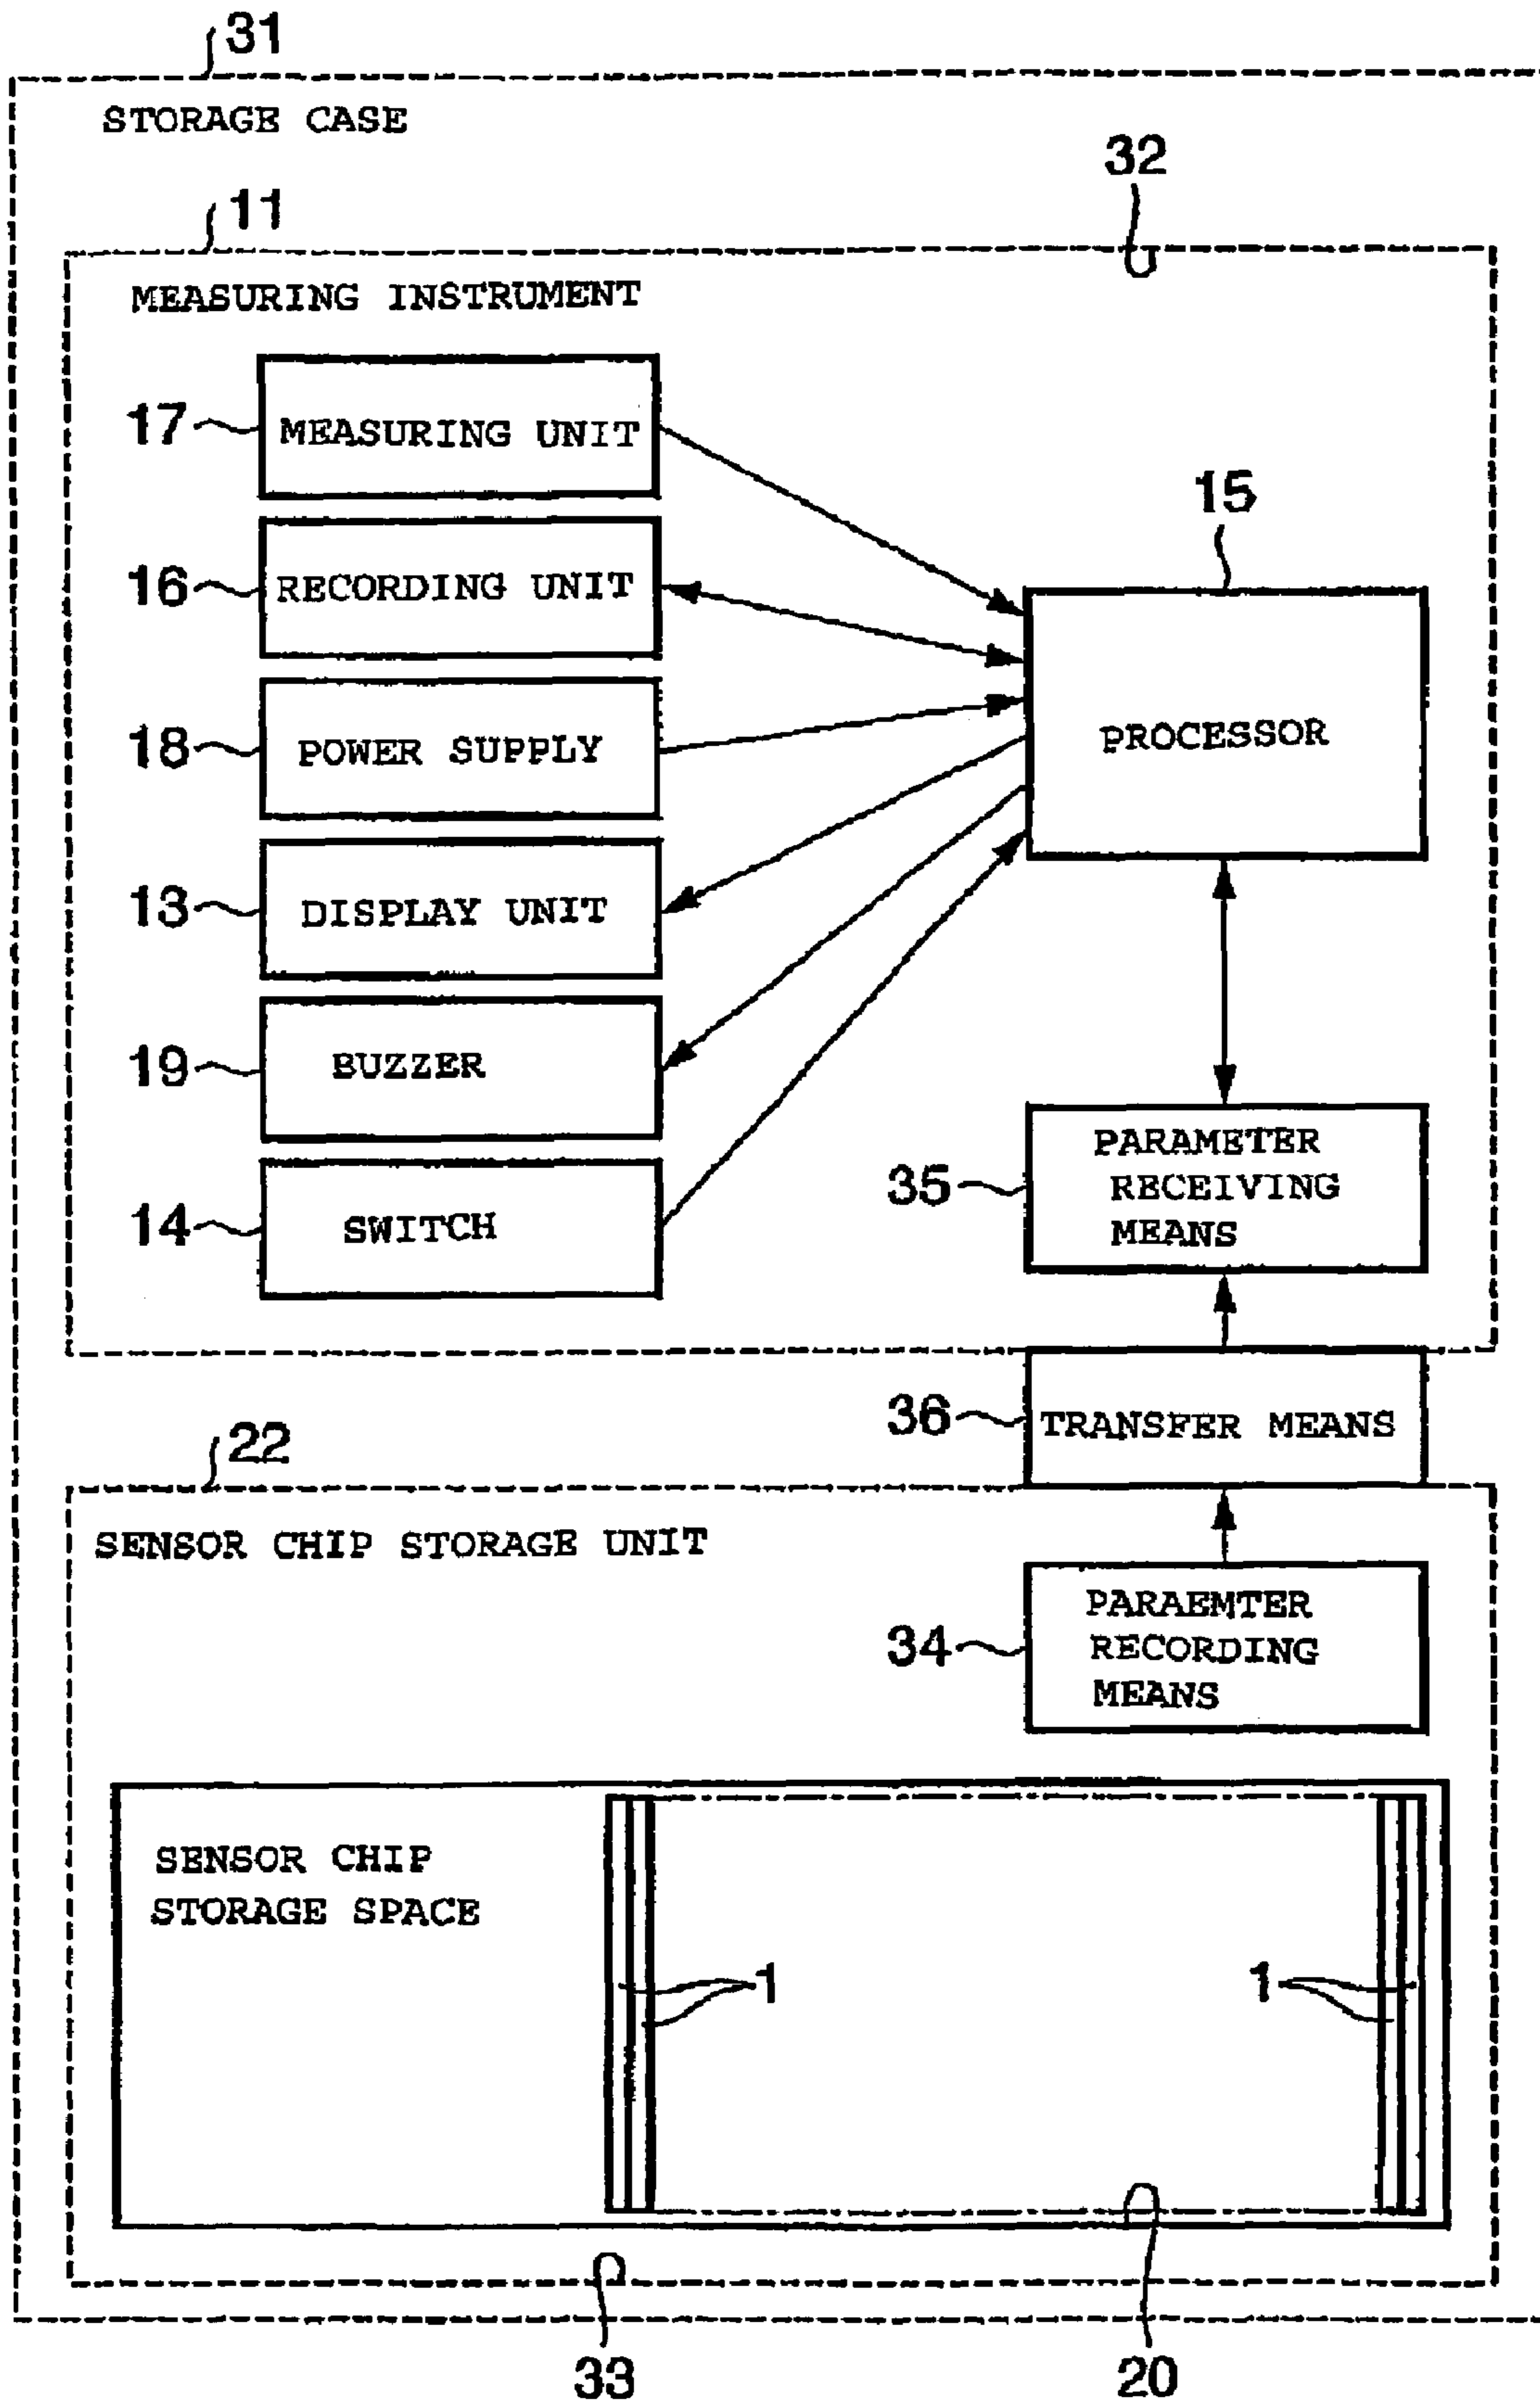 31
STORAGE CASE
32
11
MEASURING INSTRUMENT
17
MEASURING UNIT
15
16
RECORDING UNIT
PROCESSOR
18
POWER SUPPLY
13
DISPLAY UNIT
19
BUZZER
35
PARAMETER
RECEIVING
MEANS
14
SWITCH
36
TRANSFER MEANS
22
SENSOR CHIP STORAGE UNIT
34
PARAEMTER
RECORDING
MEANS
SENSOR CHIP
STORAGE SPACE
1
1
33
20